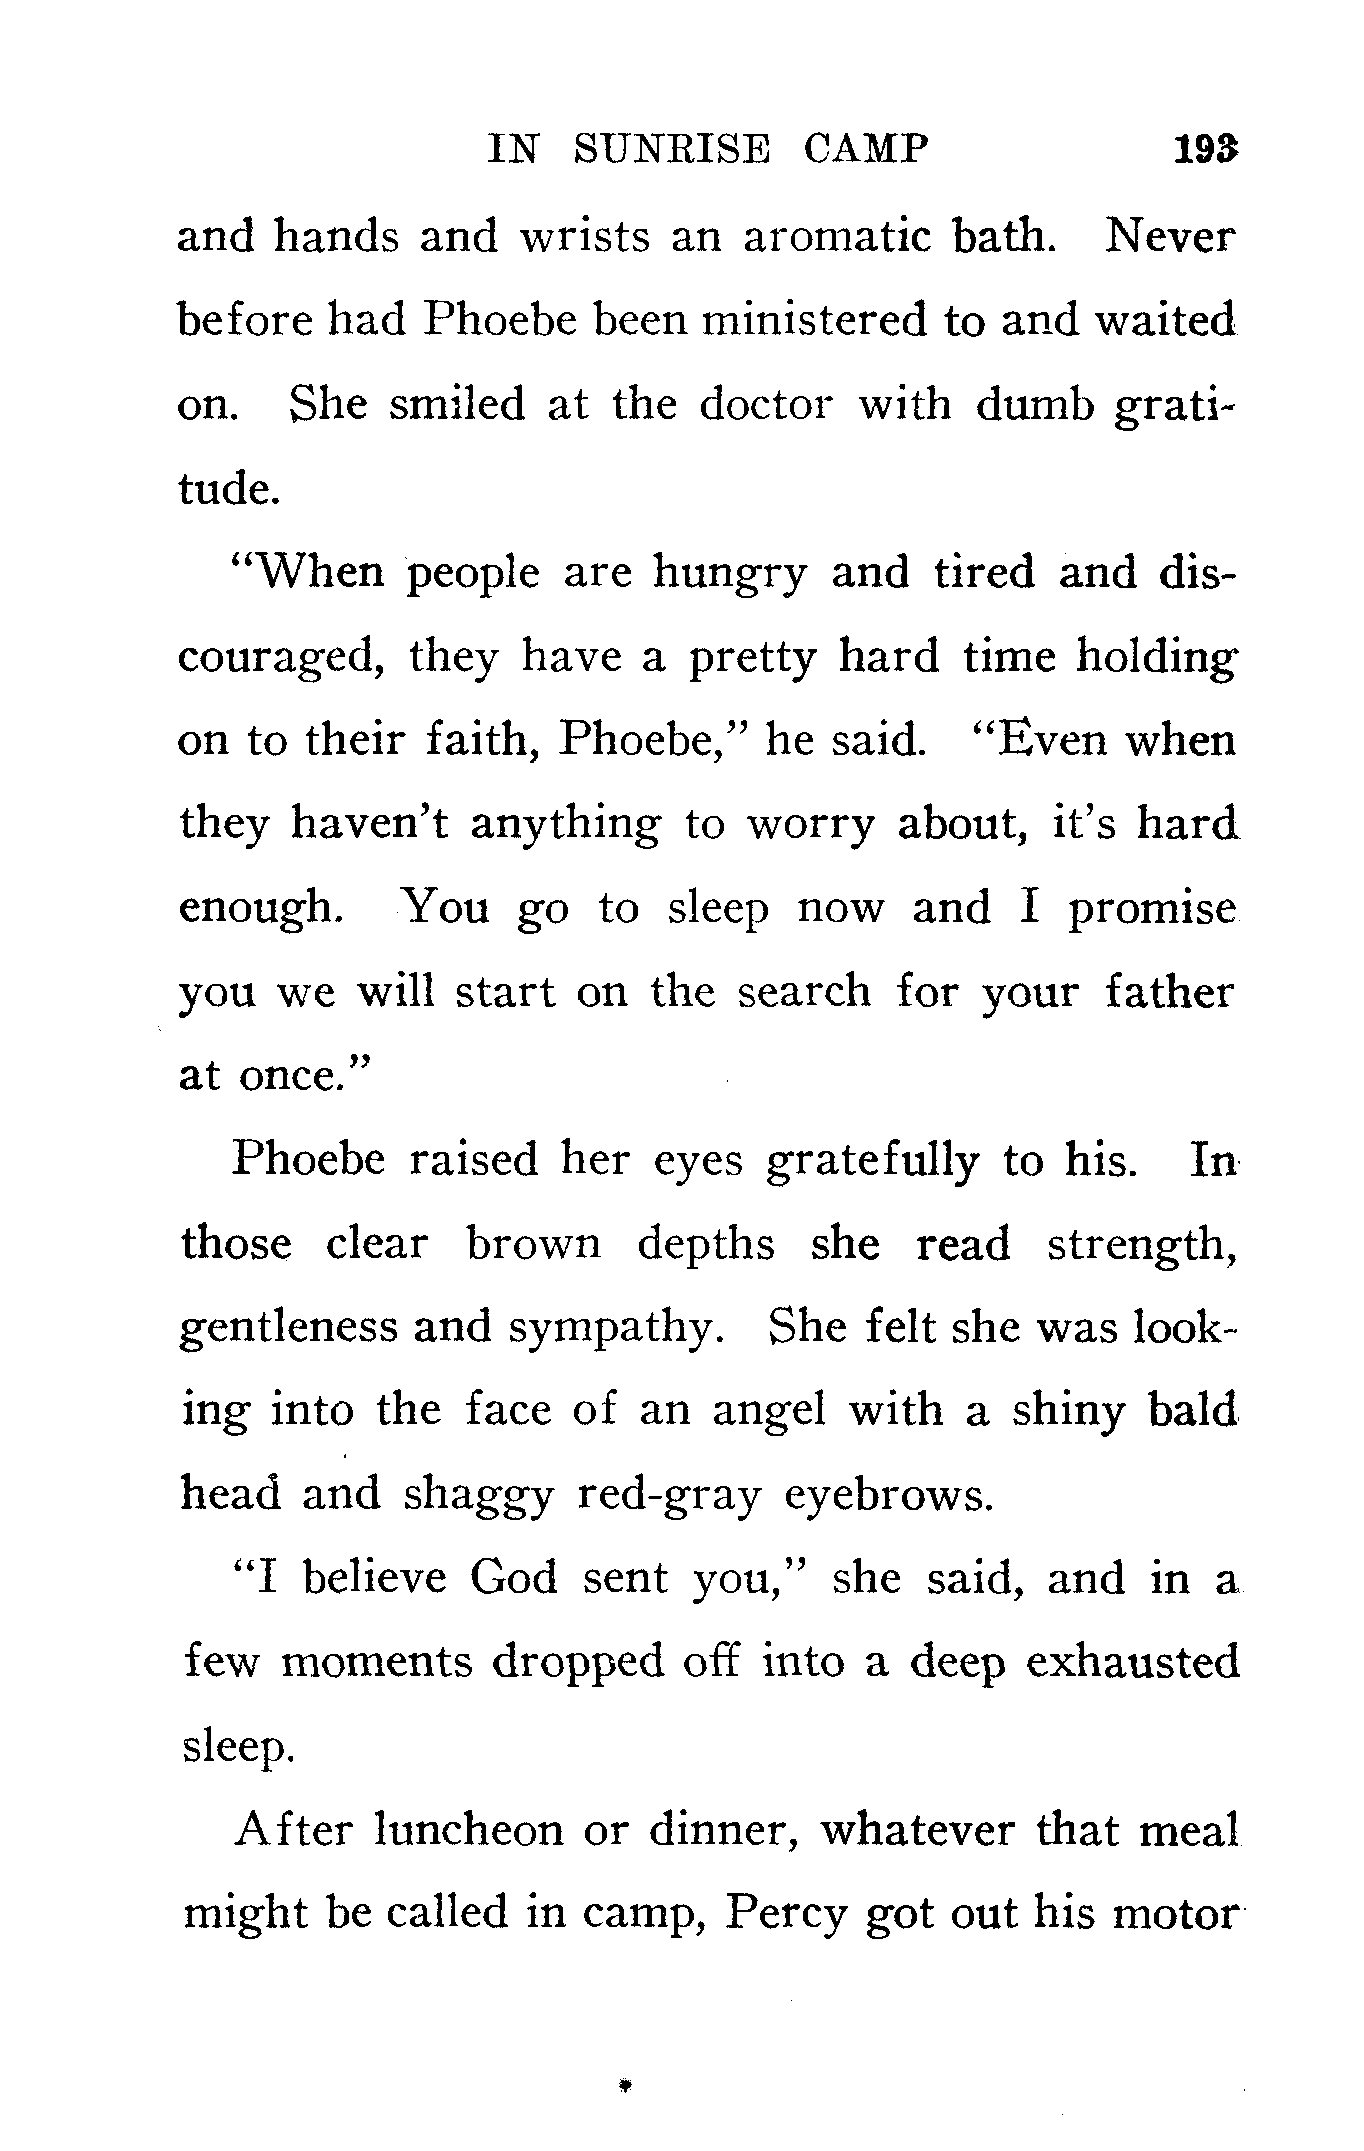 IN SUNRISE CAMP 193
and hands and wrists an aromatic bath. Never
before had Phoebe been ministered to and waited
on. She smiled at the doctor with dumb grati-
tude.
“When people are hungry and tired and dis-
couraged, they have a pretty hard time holding
on to their faith, Phoebe,” he said. “Even when
they haven’t anything to worry about, it’s hard
enough. You go to sleep now and I promise
you we will start on the search for your father
at once.”
Phoebe raised her eyes gratefully to his. In
those clear brown depths she read strength,
gentleness and sympathy. She felt she was look-
ing into the face of an angel with a shiny bald
head and shaggy red-gray eyebrows.
“I believe God sent you,” she said, and in a
few moments dropped off into a deep exhausted
sleep.
After luncheon or dinner, whatever that meal
might be called in camp, Percy got out his motor